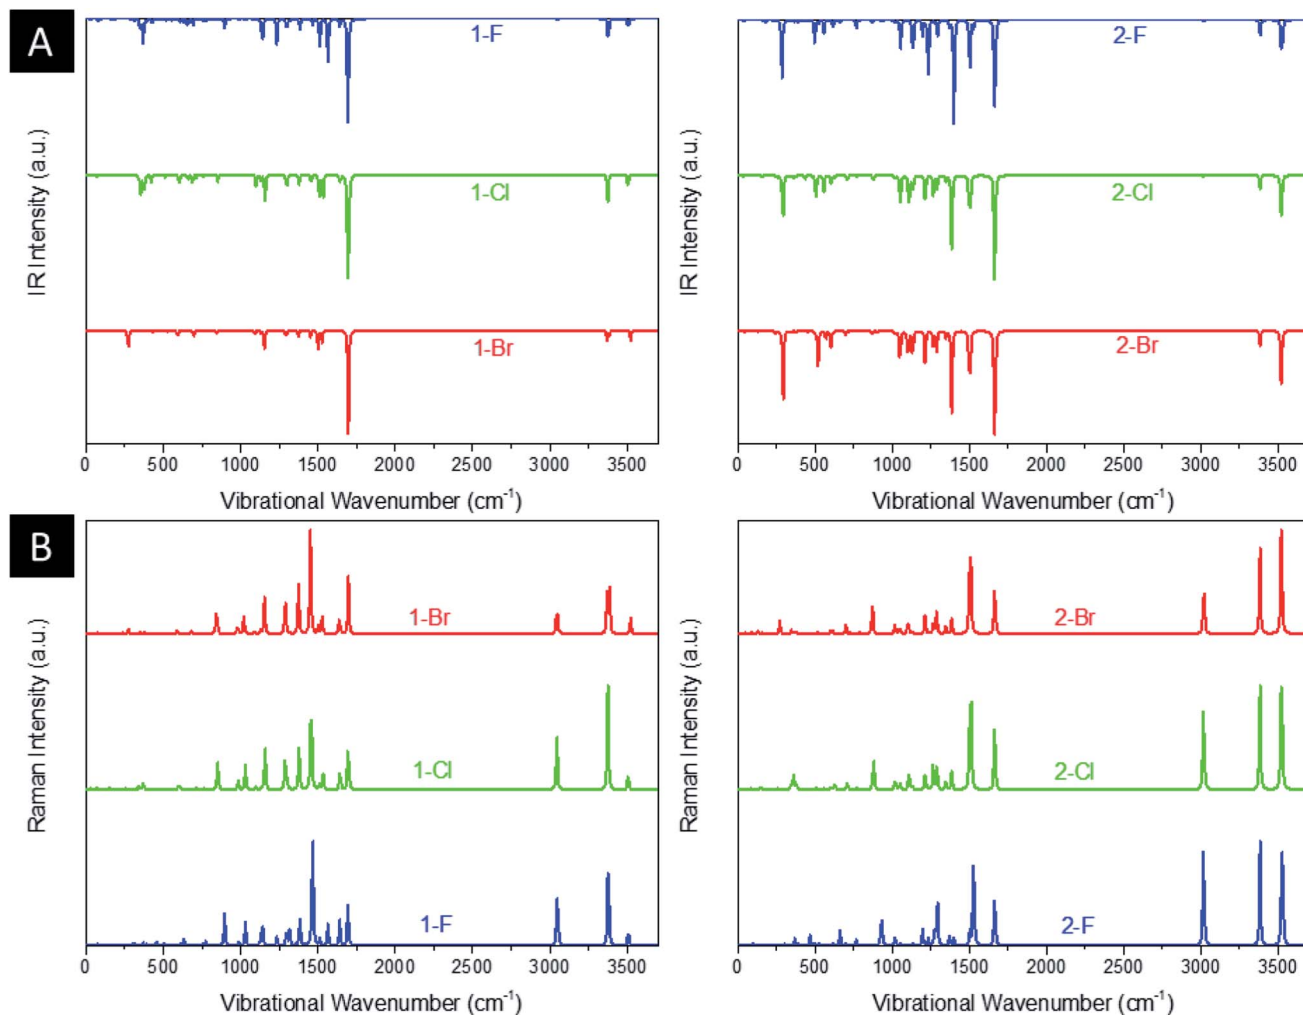 A
IR Intensity (a.u.)
1-F
1-Cl
1-Br
0 500 1000 1500 2000 2500 3000 3500
Vibrational Wavenumber (cm⁻¹)
IR Intensity (a.u.)
2-F
2-Cl
2-Br
0 500 1000 1500 2000 2500 3000 3500
Vibrational Wavenumber (cm⁻¹)
B
Raman Intensity (a.u.)
1-Br
1-Cl
1-F
0 500 1000 1500 2000 2500 3000 3500
Vibrational Wavenumber (cm⁻¹)
Raman Intensity (a.u.)
2-Br
2-Cl
2-F
0 500 1000 1500 2000 2500 3000 3500
Vibrational Wavenumber (cm⁻¹)